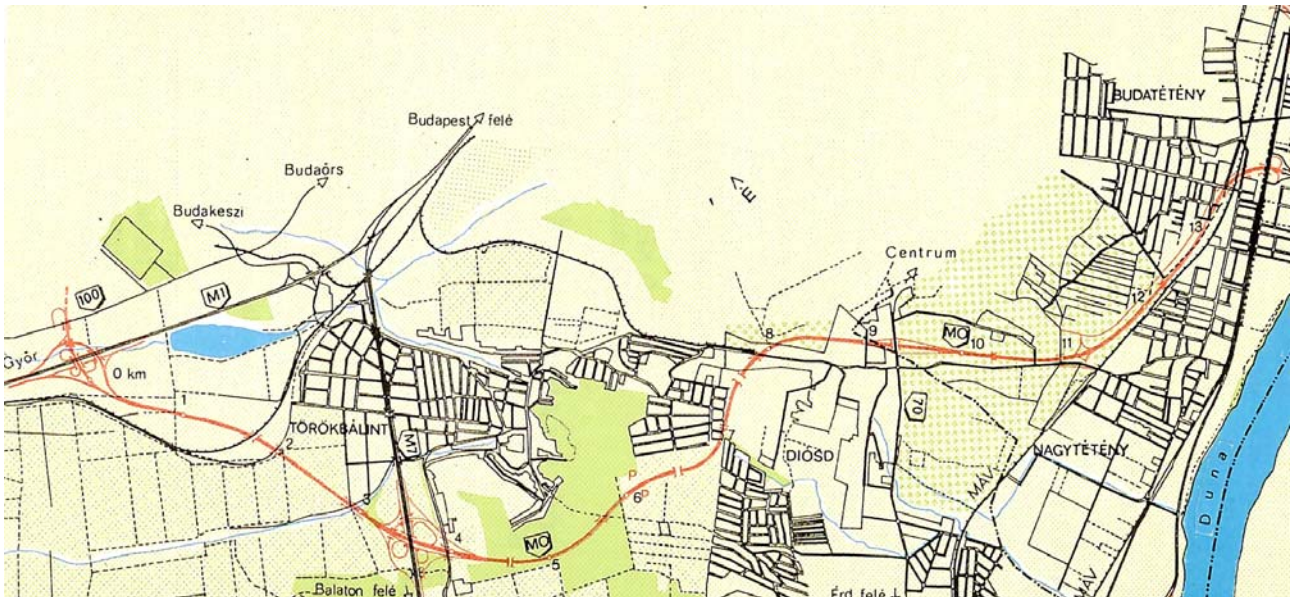 BUDATÉTÉNY
Budapest felé
Budaörs
Budakeszi
É
Centrum
13
100
M1
12
8
9
MO
10
11
Győr
0 km
1
70
TÖRÖKBÁLINT
M7
2
DIÓSD
NAGYTÉTÉNY
P
6
P
MÁV
3
4
MO
5
Duna
Balaton felé
Érd felé
MÁV